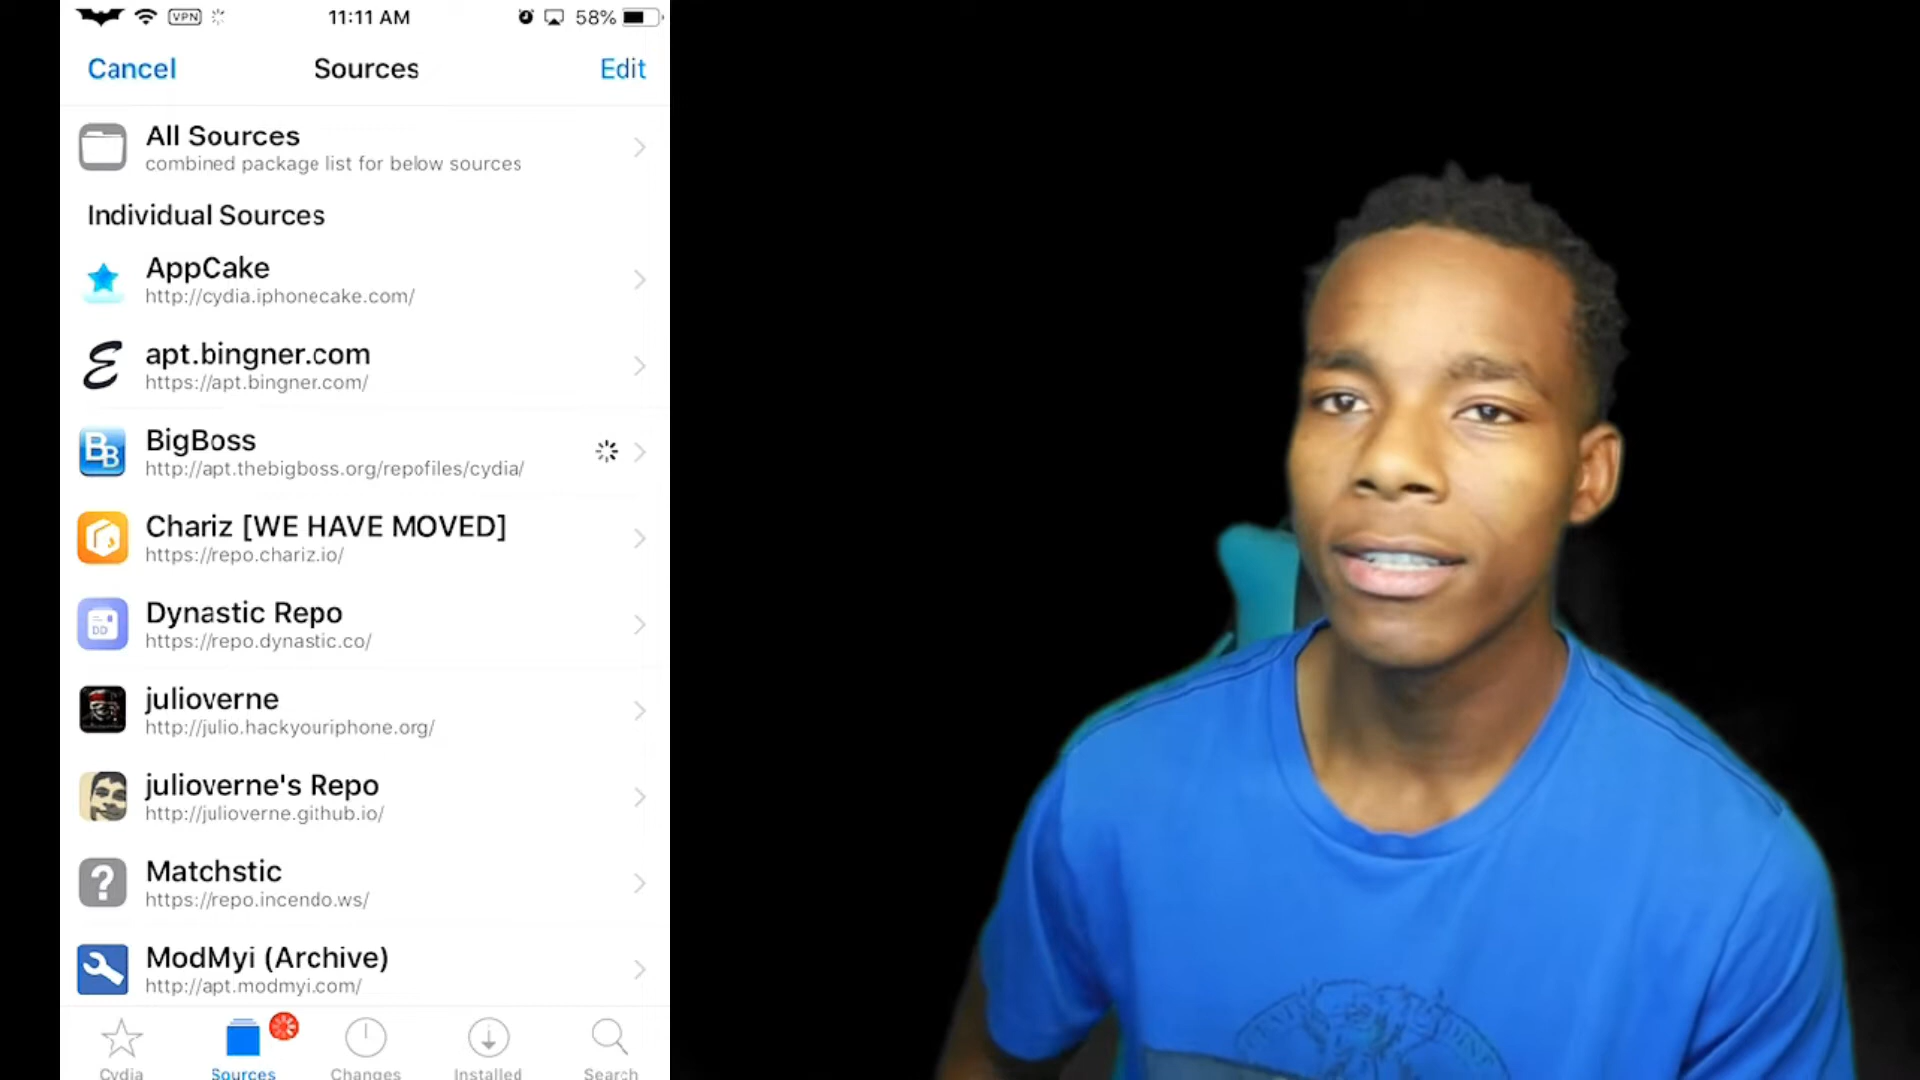 VPN
11:11 AM
58%
Cancel
Sources
Edit
All Sources
combined package list for below sources
Individual Sources
AppCake
http://cydia.iphonecake.com/
apt.bingner.com
https://apt.bingner.com/
BigBoss
http://apt.thebigboss.org/repofiles/cydia/
Chariz [WE HAVE MOVED]
https://repo.chariz.io/
Dynastic Repo
https://repo.dynastic.co/
julioverne
http://julio.hackyouriphone.org/
julioverne's Repo
http://julioverne.github.io/
Matchstic
https://repo.incendo.ws/
ModMyi (Archive)
http://apt.modmyi.com/
Cydia
Sources
Changes
Installed
Search